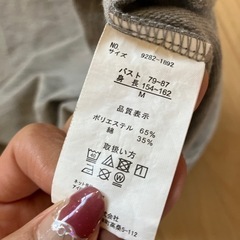 NO.
サイズ 9282-1892
バスト 79~87
身長 154~162
M
品質表示
ポリエステル 65%
綿 35%
取扱い方